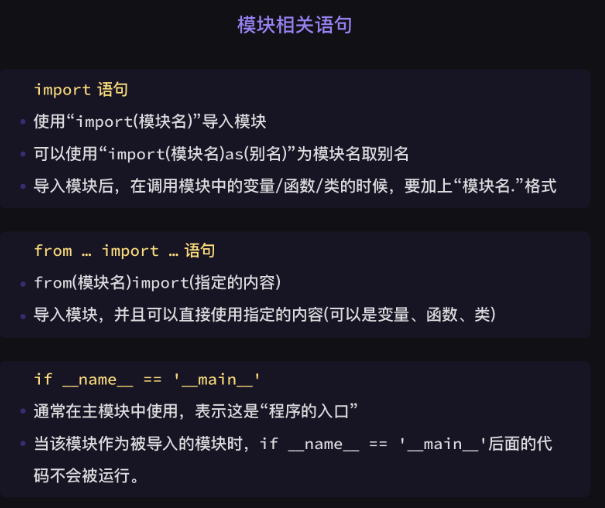 模块相关语句
import 语句
使用“import(模块名)”导入模块
可以使用“import(模块名)as(别名)”为模块名取别名
导入模块后，在调用模块中的变量/函数/类的时候，要加上“模块名.”格式
from … import … 语句
from(模块名)import(指定的内容)
导入模块，并且可以直接使用指定的内容(可以是变量、函数、类)
if __name__ == '__main__'
通常在主模块中使用，表示这是“程序的入口”
当该模块作为被导入的模块时，if __name__ == '__main__'后面的代
码不会被运行。